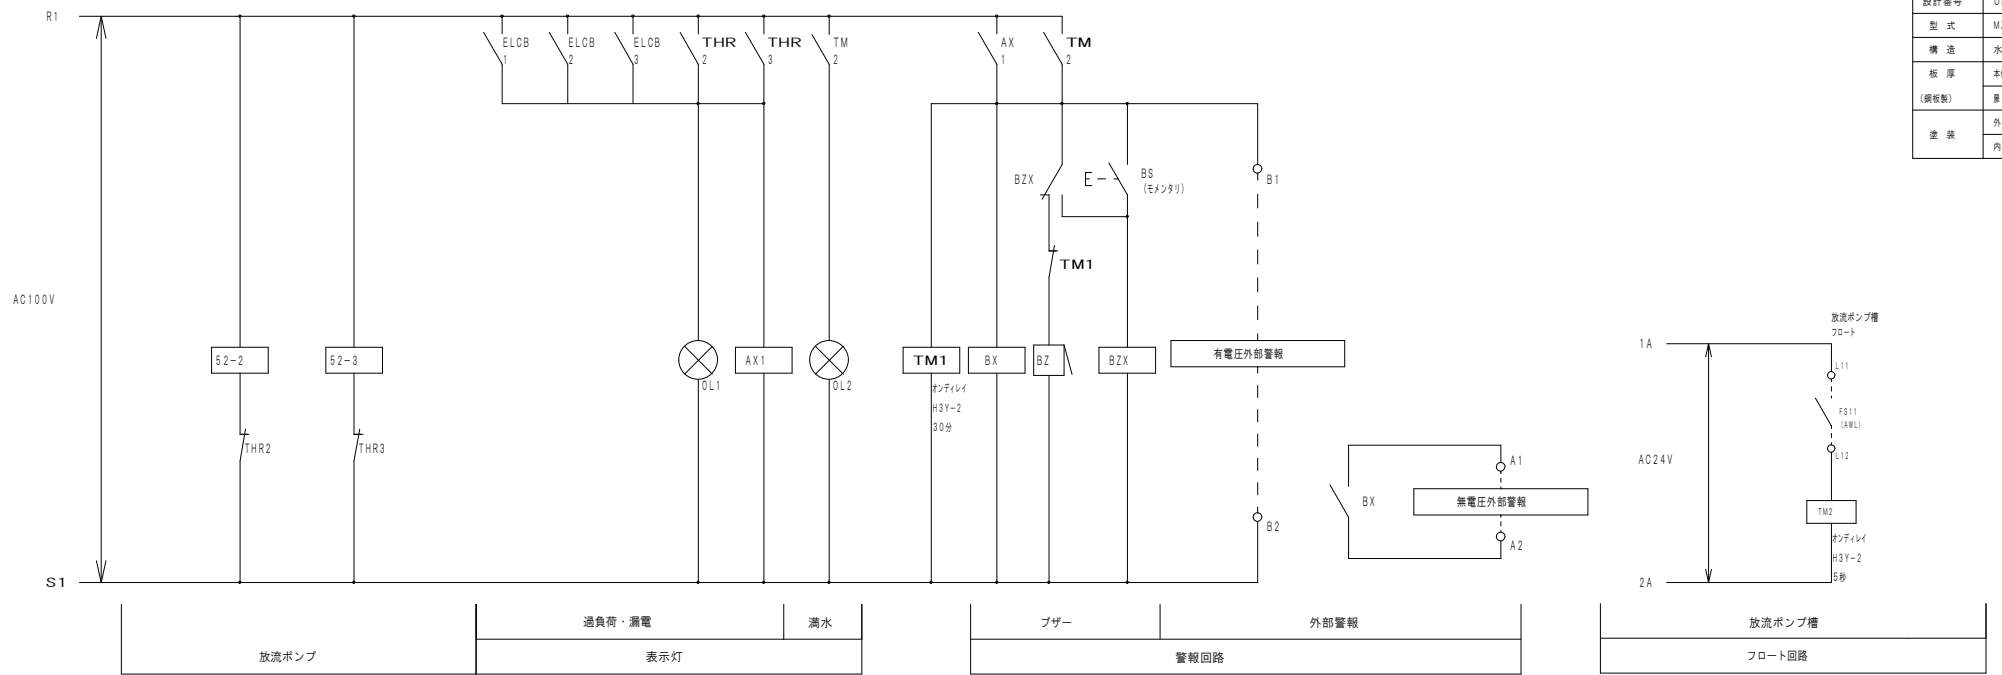 R1
ELCB
1
ELCB
2
ELCB
3
THR
2
THR
3
TM
2
AX
1
TM
2
設計番号
型 式
構 造
板 厚
(鋼板製)
塗 装
水
扉
外
内
BZX
E
BS
(モメンタリ)
B1
TM1
AC100V
52-2
52-3
OL1
AX1
OL2
TM1
オンディレイ
H3Y-2
30分
BX
BZ
BZX
有電圧外部警報
THR2
THR3
B2
BX
A1
無電圧外部警報
A2
放流ポンプ槽
フロート
1A
L11
FS11
(AWL)
L12
AC24V
TM2
オンディレイ
H3Y-2
5秒
2A
S1
過負荷・漏電
満水
ブザー
外部警報
放流ポンプ槽
放流ポンプ
表示灯
警報回路
フロート回路